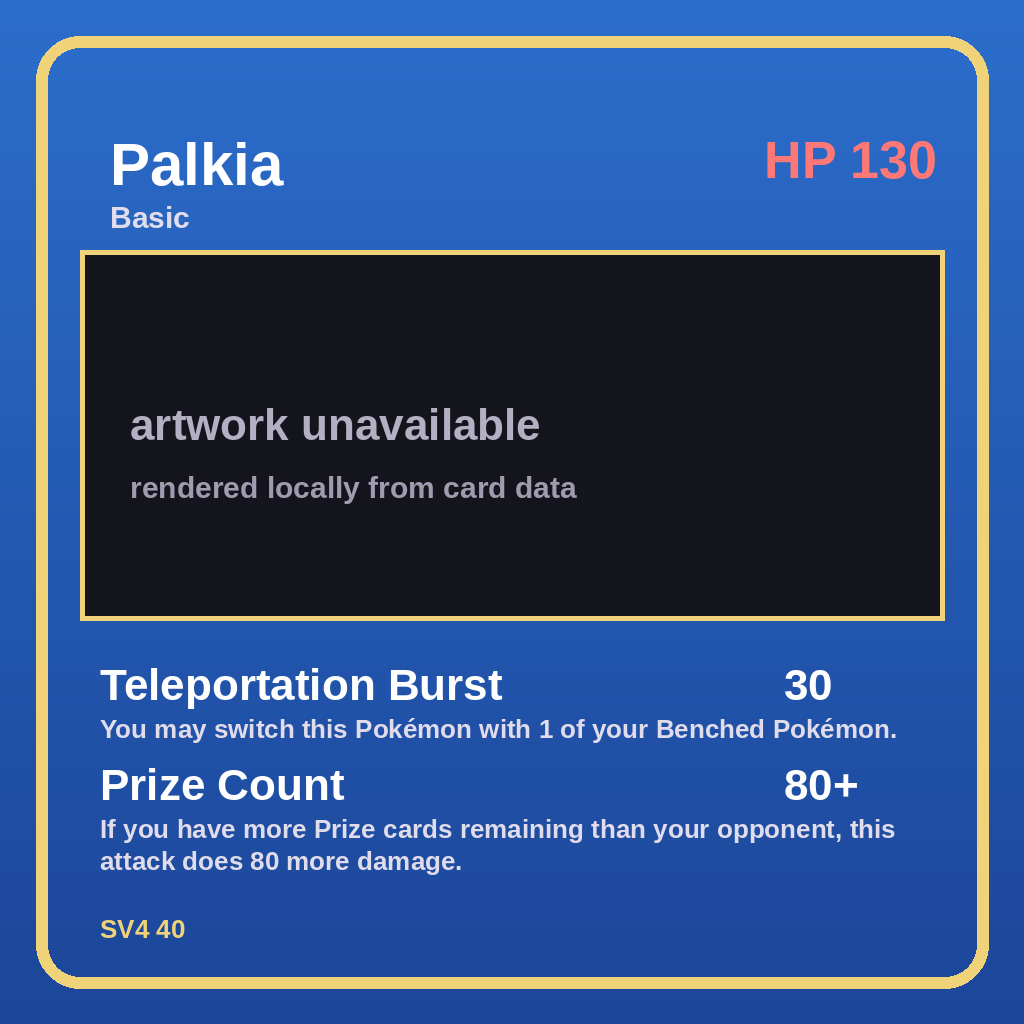 Palkia
HP 130
Basic
artwork unavailable
rendered locally from card data
Teleportation Burst 30
You may switch this Pokémon with 1 of your Benched Pokémon.
Prize Count 80+
If you have more Prize cards remaining than your opponent, this
attack does 80 more damage.
SV4 40